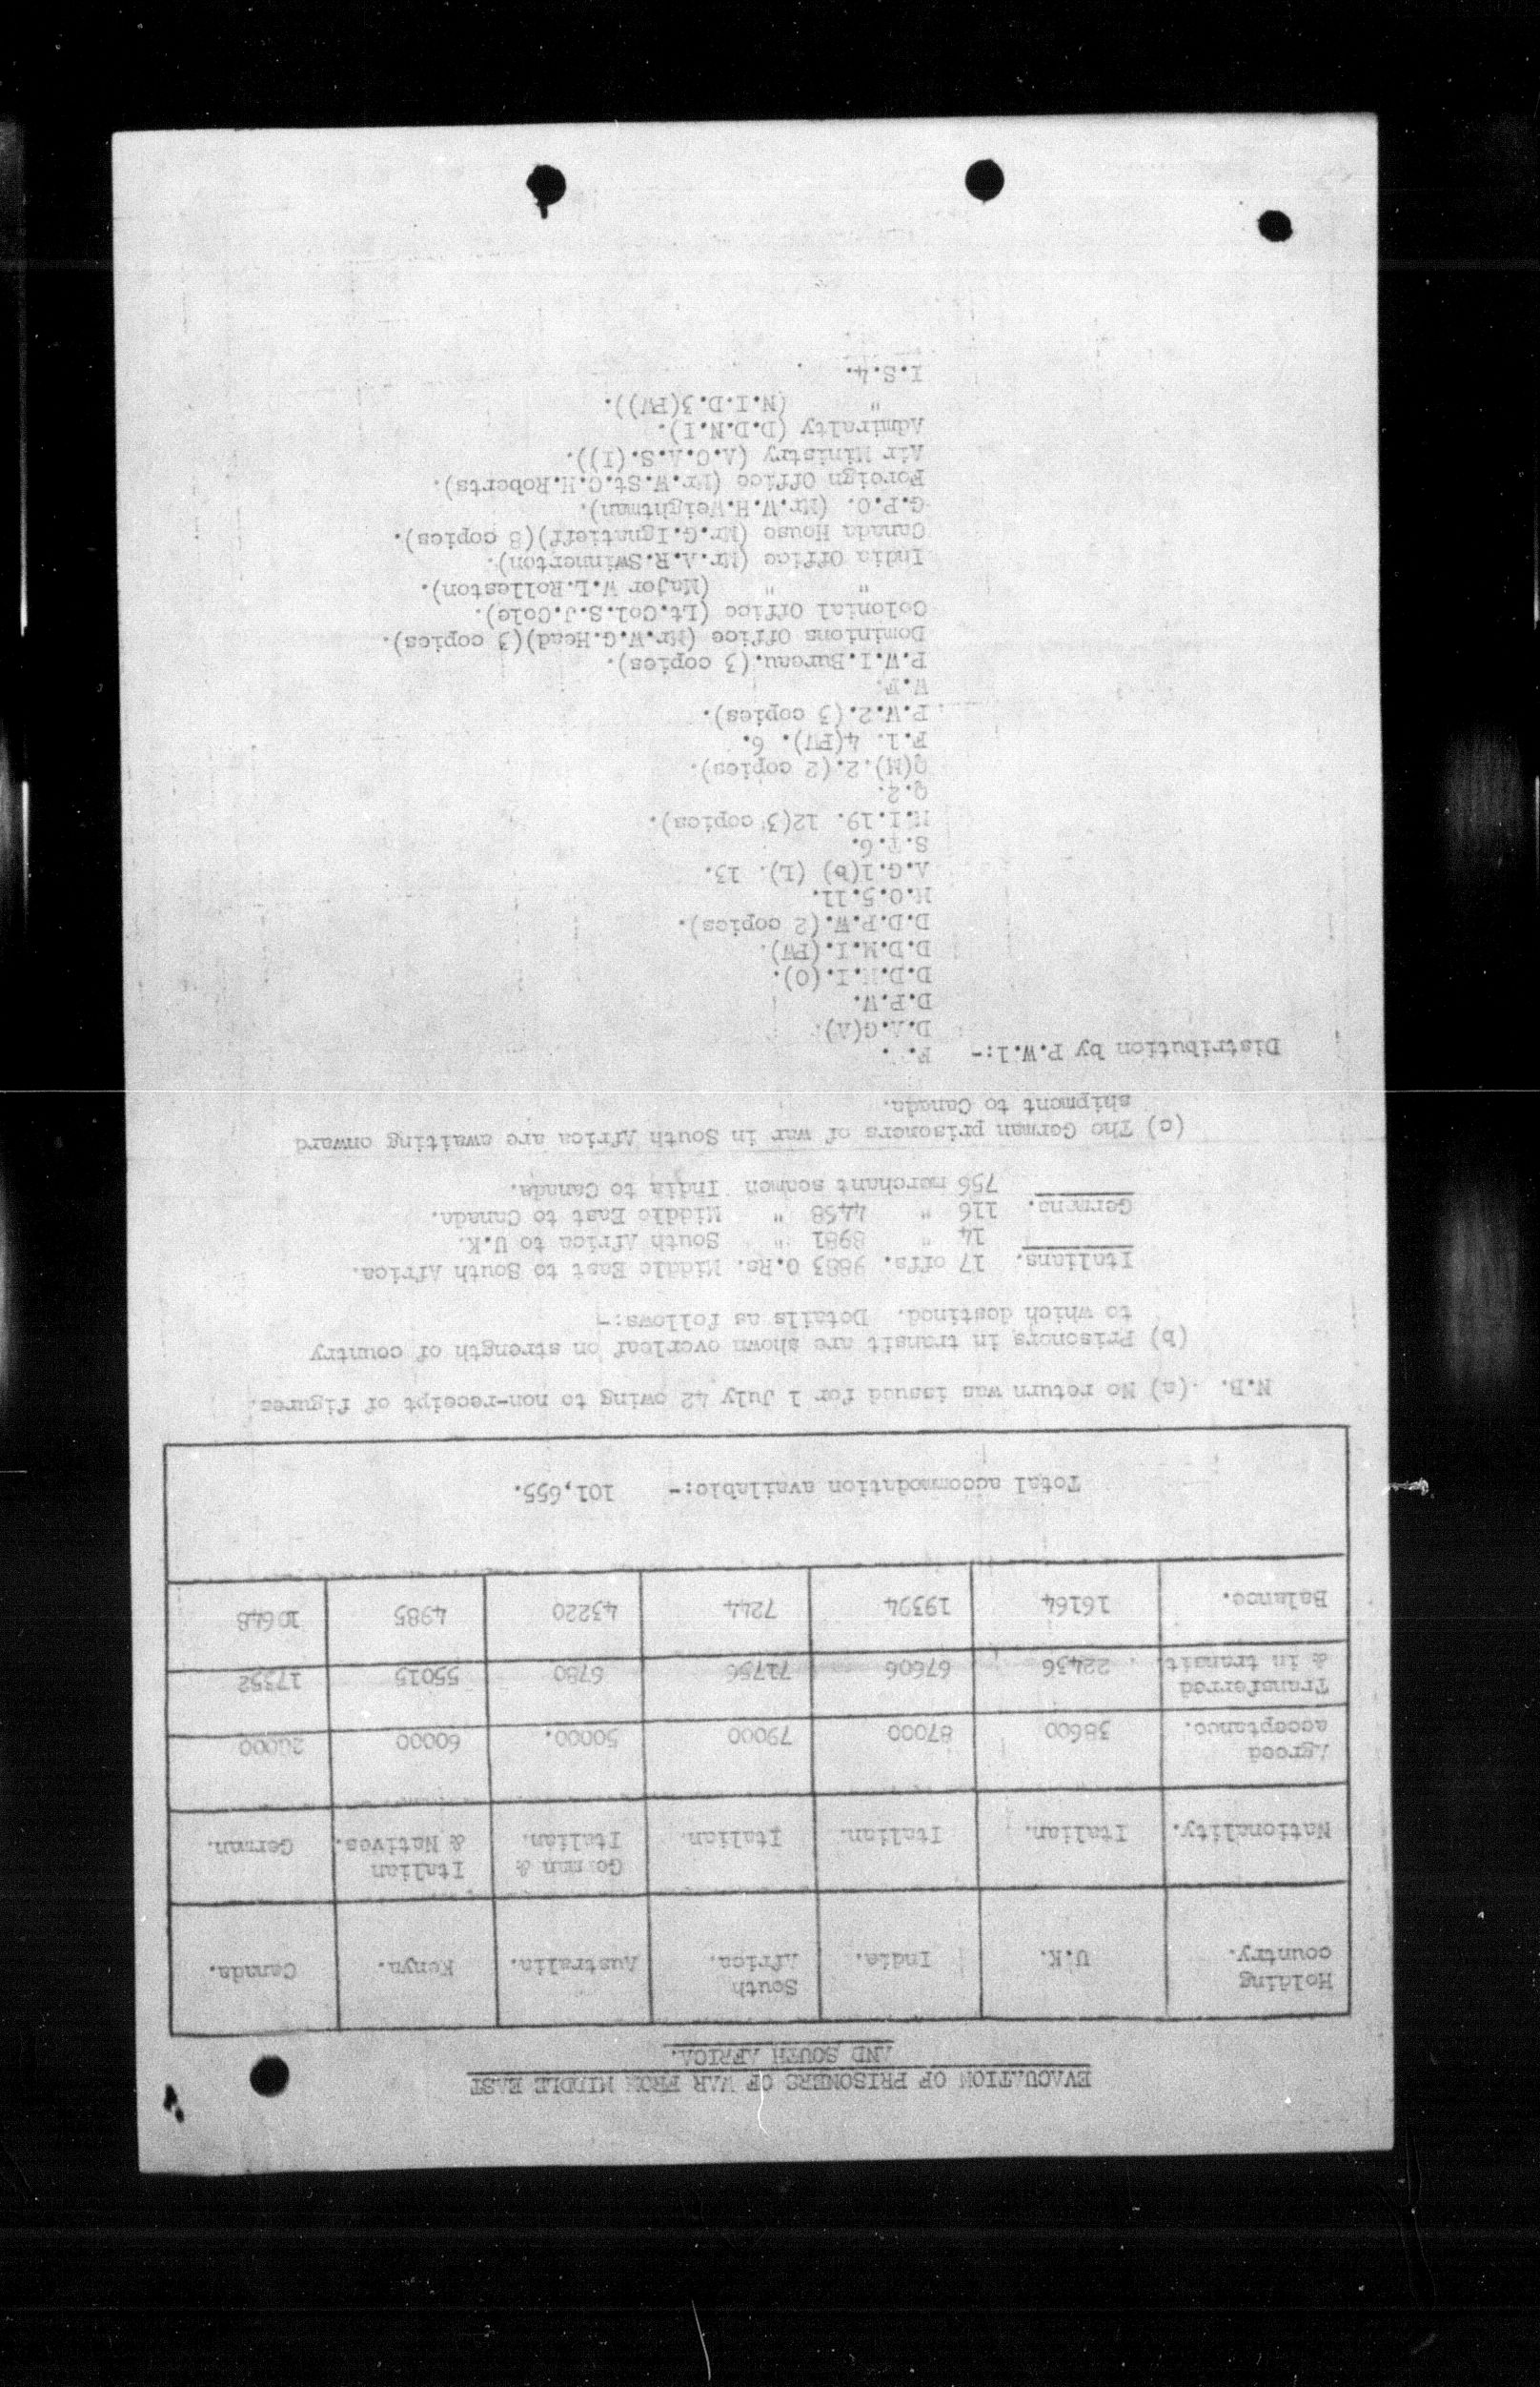 EVACUATION OF PRISONERS OF WAR FROM MIDDLE EAST
AND SOUTH AFRICA.
Holding country. U.K. India. South Africa. Australia. Kenya. Canada.
Nationality. Italian. Italian. Italian. German & Italian. Italian & Natives. German.
Agreed acceptance. 38600 87000 79000 50000. 60000 28000
Transferred & in transit. 22436 67606 71756 6780 55015 17352
Balance. 16164 19394 7244 43220 4985 10648
Total accommodation available:- 101,655.
N.B. (a) No return was issued for 1 July 42 owing to non-receipt of figures.
(b) Prisoners in transit are shown overleaf on strength of country
to which destined. Details as follows:-
Italians. 17 offs. 9883 O.Rs. Middle East to South Africa.
14 " 8981 " South Africa to U.K.
Germans. 116 " 4458 " Middle East to Canada.
756 merchant seamen India to Canada.
(c) The German prisoners of war in South Africa are awaiting onward
shipment to Canada.
Distribution by P.W.1:-
D.A.G(A).
D.P.W.
D.D.M.I.(O).
D.D.M.I.(PW).
D.D.P.W.(2 copies).
M.O.5.11.
A.G.1(b) (L). 13.
S.T.6.
M.I.19. 12(3 copies).
Q.2.
Q(M).2.(2 copies).
F.1. 4(PW). 6.
P.W.2.(3 copies).
W.F.
P.W.I.Bureau.(3 copies).
Dominions Office (Mr.W.G.Head)(3 copies).
Colonial Office (Lt.Col.S.J.Cole).
" " (Major W.L.Rolleston).
India Office (Mr.A.R.Swinnerton).
Canada House (Mr.G.Ignatieff)(8 copies).
G.P.O. (Mr.W.H.Weightman).
Foreign Office (Mr.W.St.C.H.Roberts).
Air Ministry (A.C.A.S.(I)).
Admiralty (D.D.N.I).
" (N.I.D.3(PW)).
I.S.4.